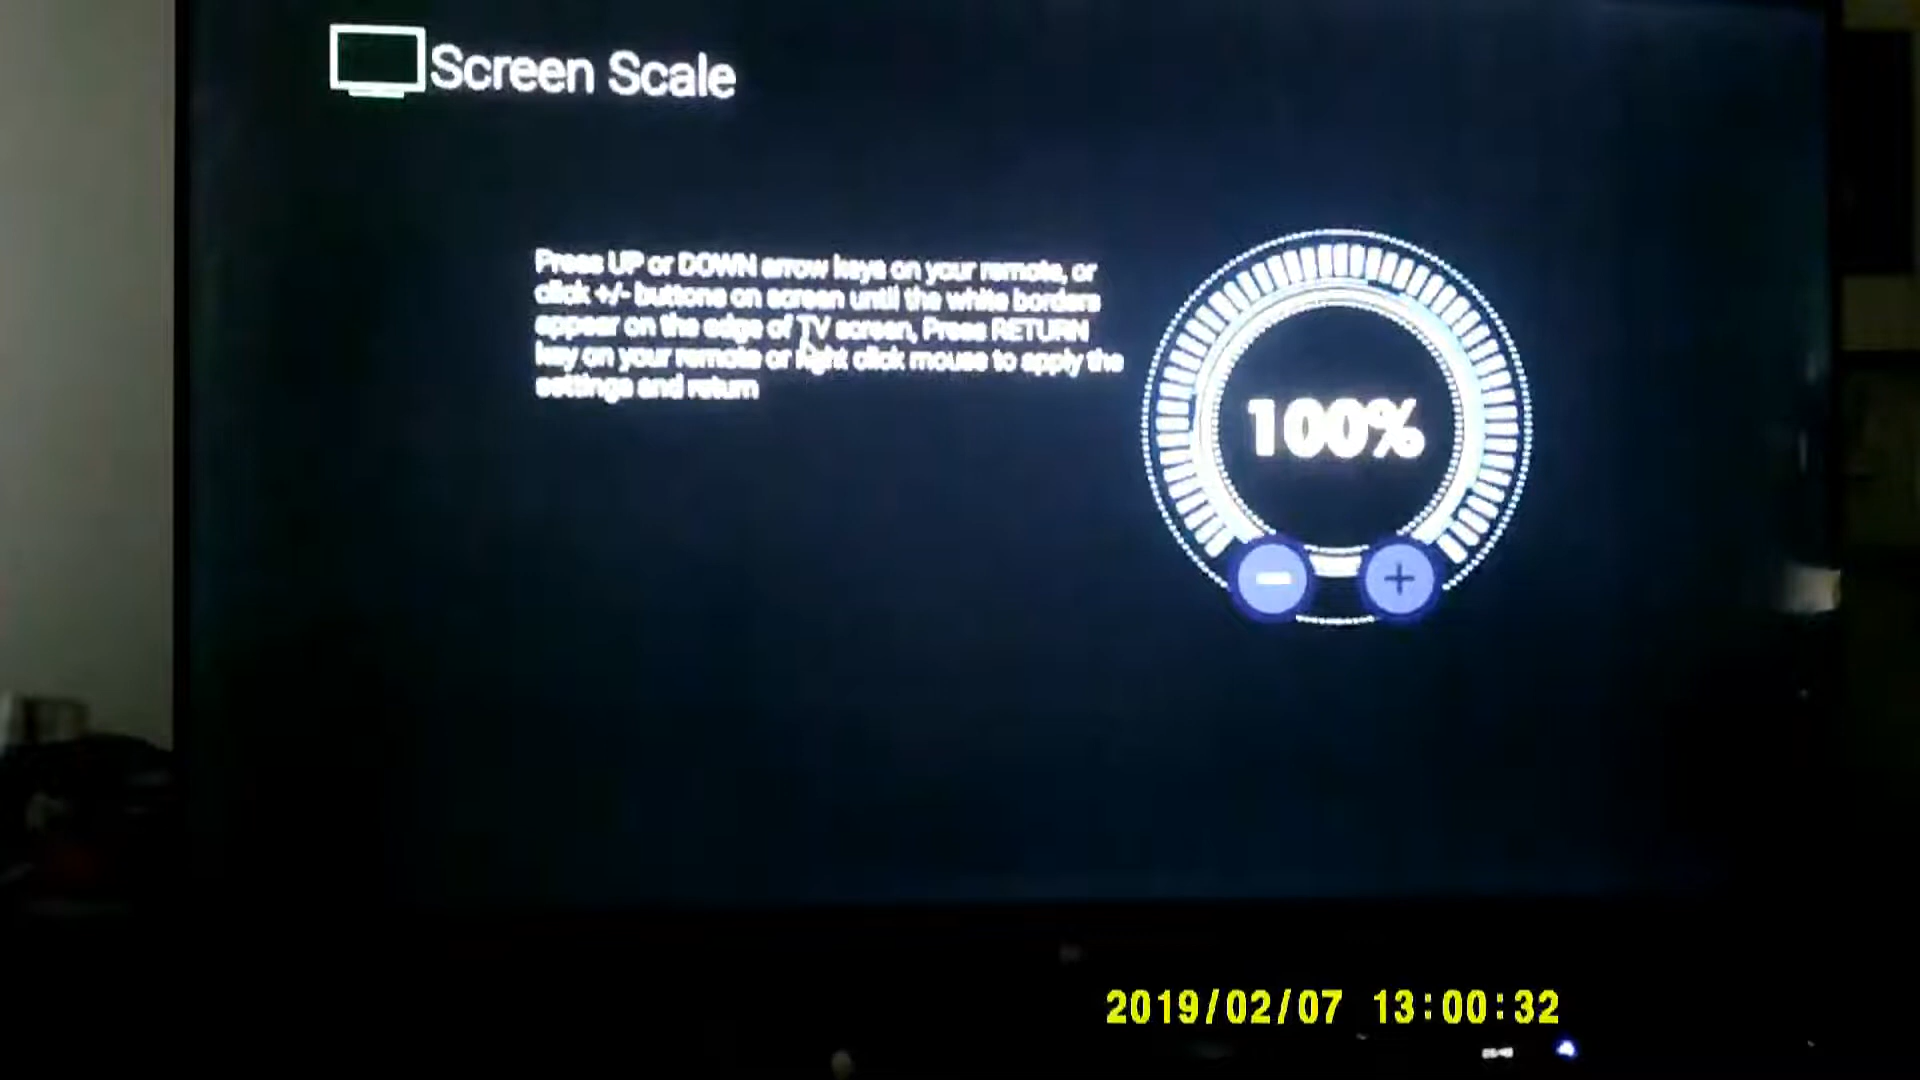 Screen Scale
Press UP or DOWN arrow keys on your remote, or
click +/- buttons on screen until the white borders
appear on the edge of TV screen, Press RETURN
key on your remote or right click mouse to apply the
settings and return
100%
- +
2019/02/07 13:00:32